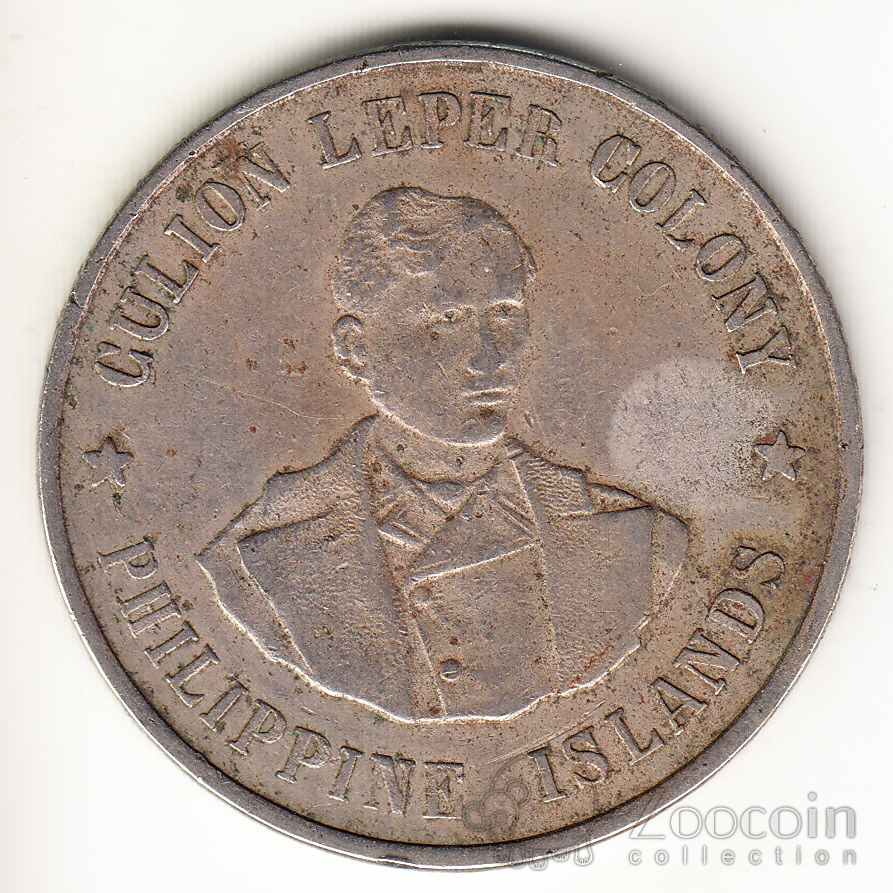 CULION LEPER COLONY
PHILIPPINE ISLANDS
Zoocoin
collection